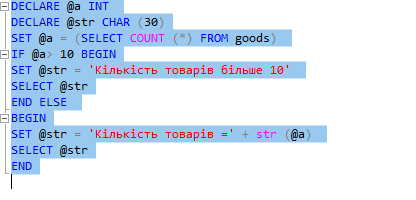 DECLARE @a INT
DECLARE @str CHAR (30)
SET @a = (SELECT COUNT (*) FROM goods)
IF @a> 10 BEGIN
SET @str = 'Кількість товарів більше 10'
SELECT @str
END ELSE
BEGIN
SET @str = 'Кількість товарів =' + str (@a)
SELECT @str
END